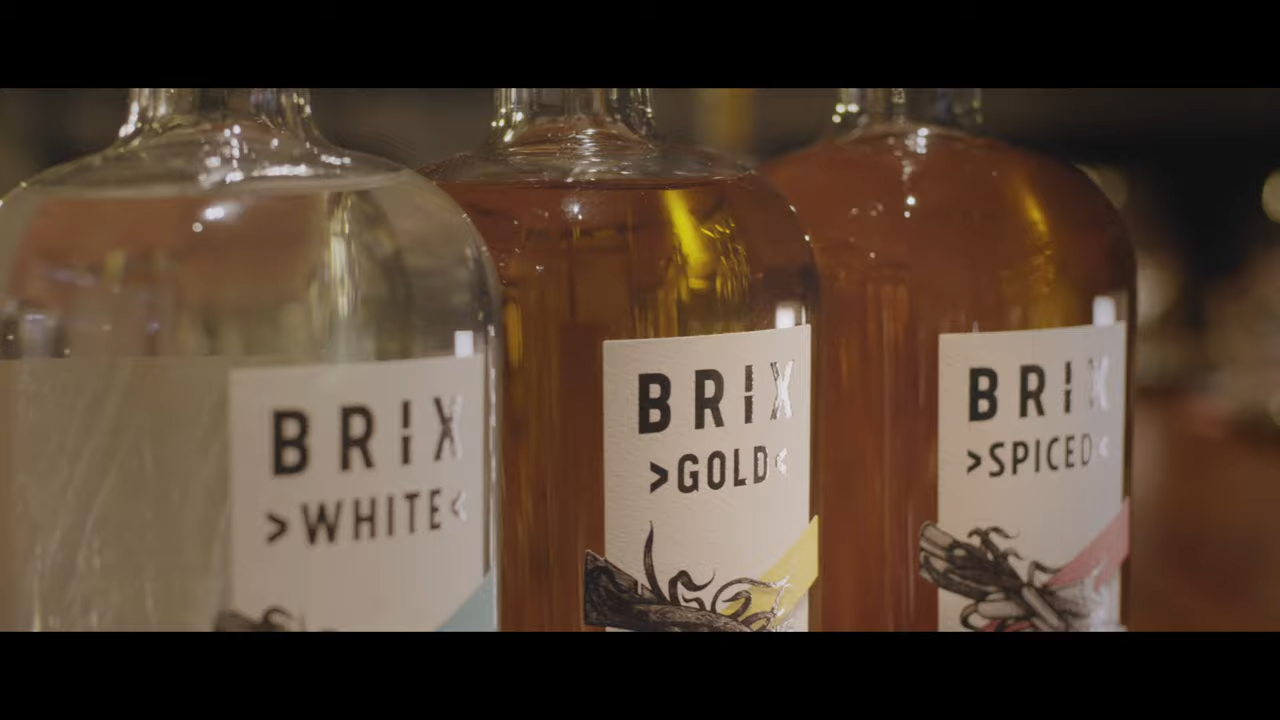 BRIX
>WHITE<
BRIX
>GOLD<
BRIX
>SPICED<